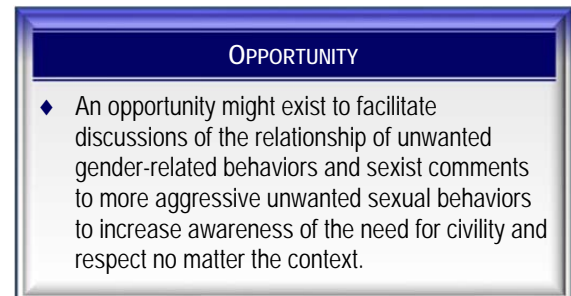 OPPORTUNITY
♦ An opportunity might exist to facilitate
discussions of the relationship of unwanted
gender-related behaviors and sexist comments
to more aggressive unwanted sexual behaviors
to increase awareness of the need for civility and
respect no matter the context.